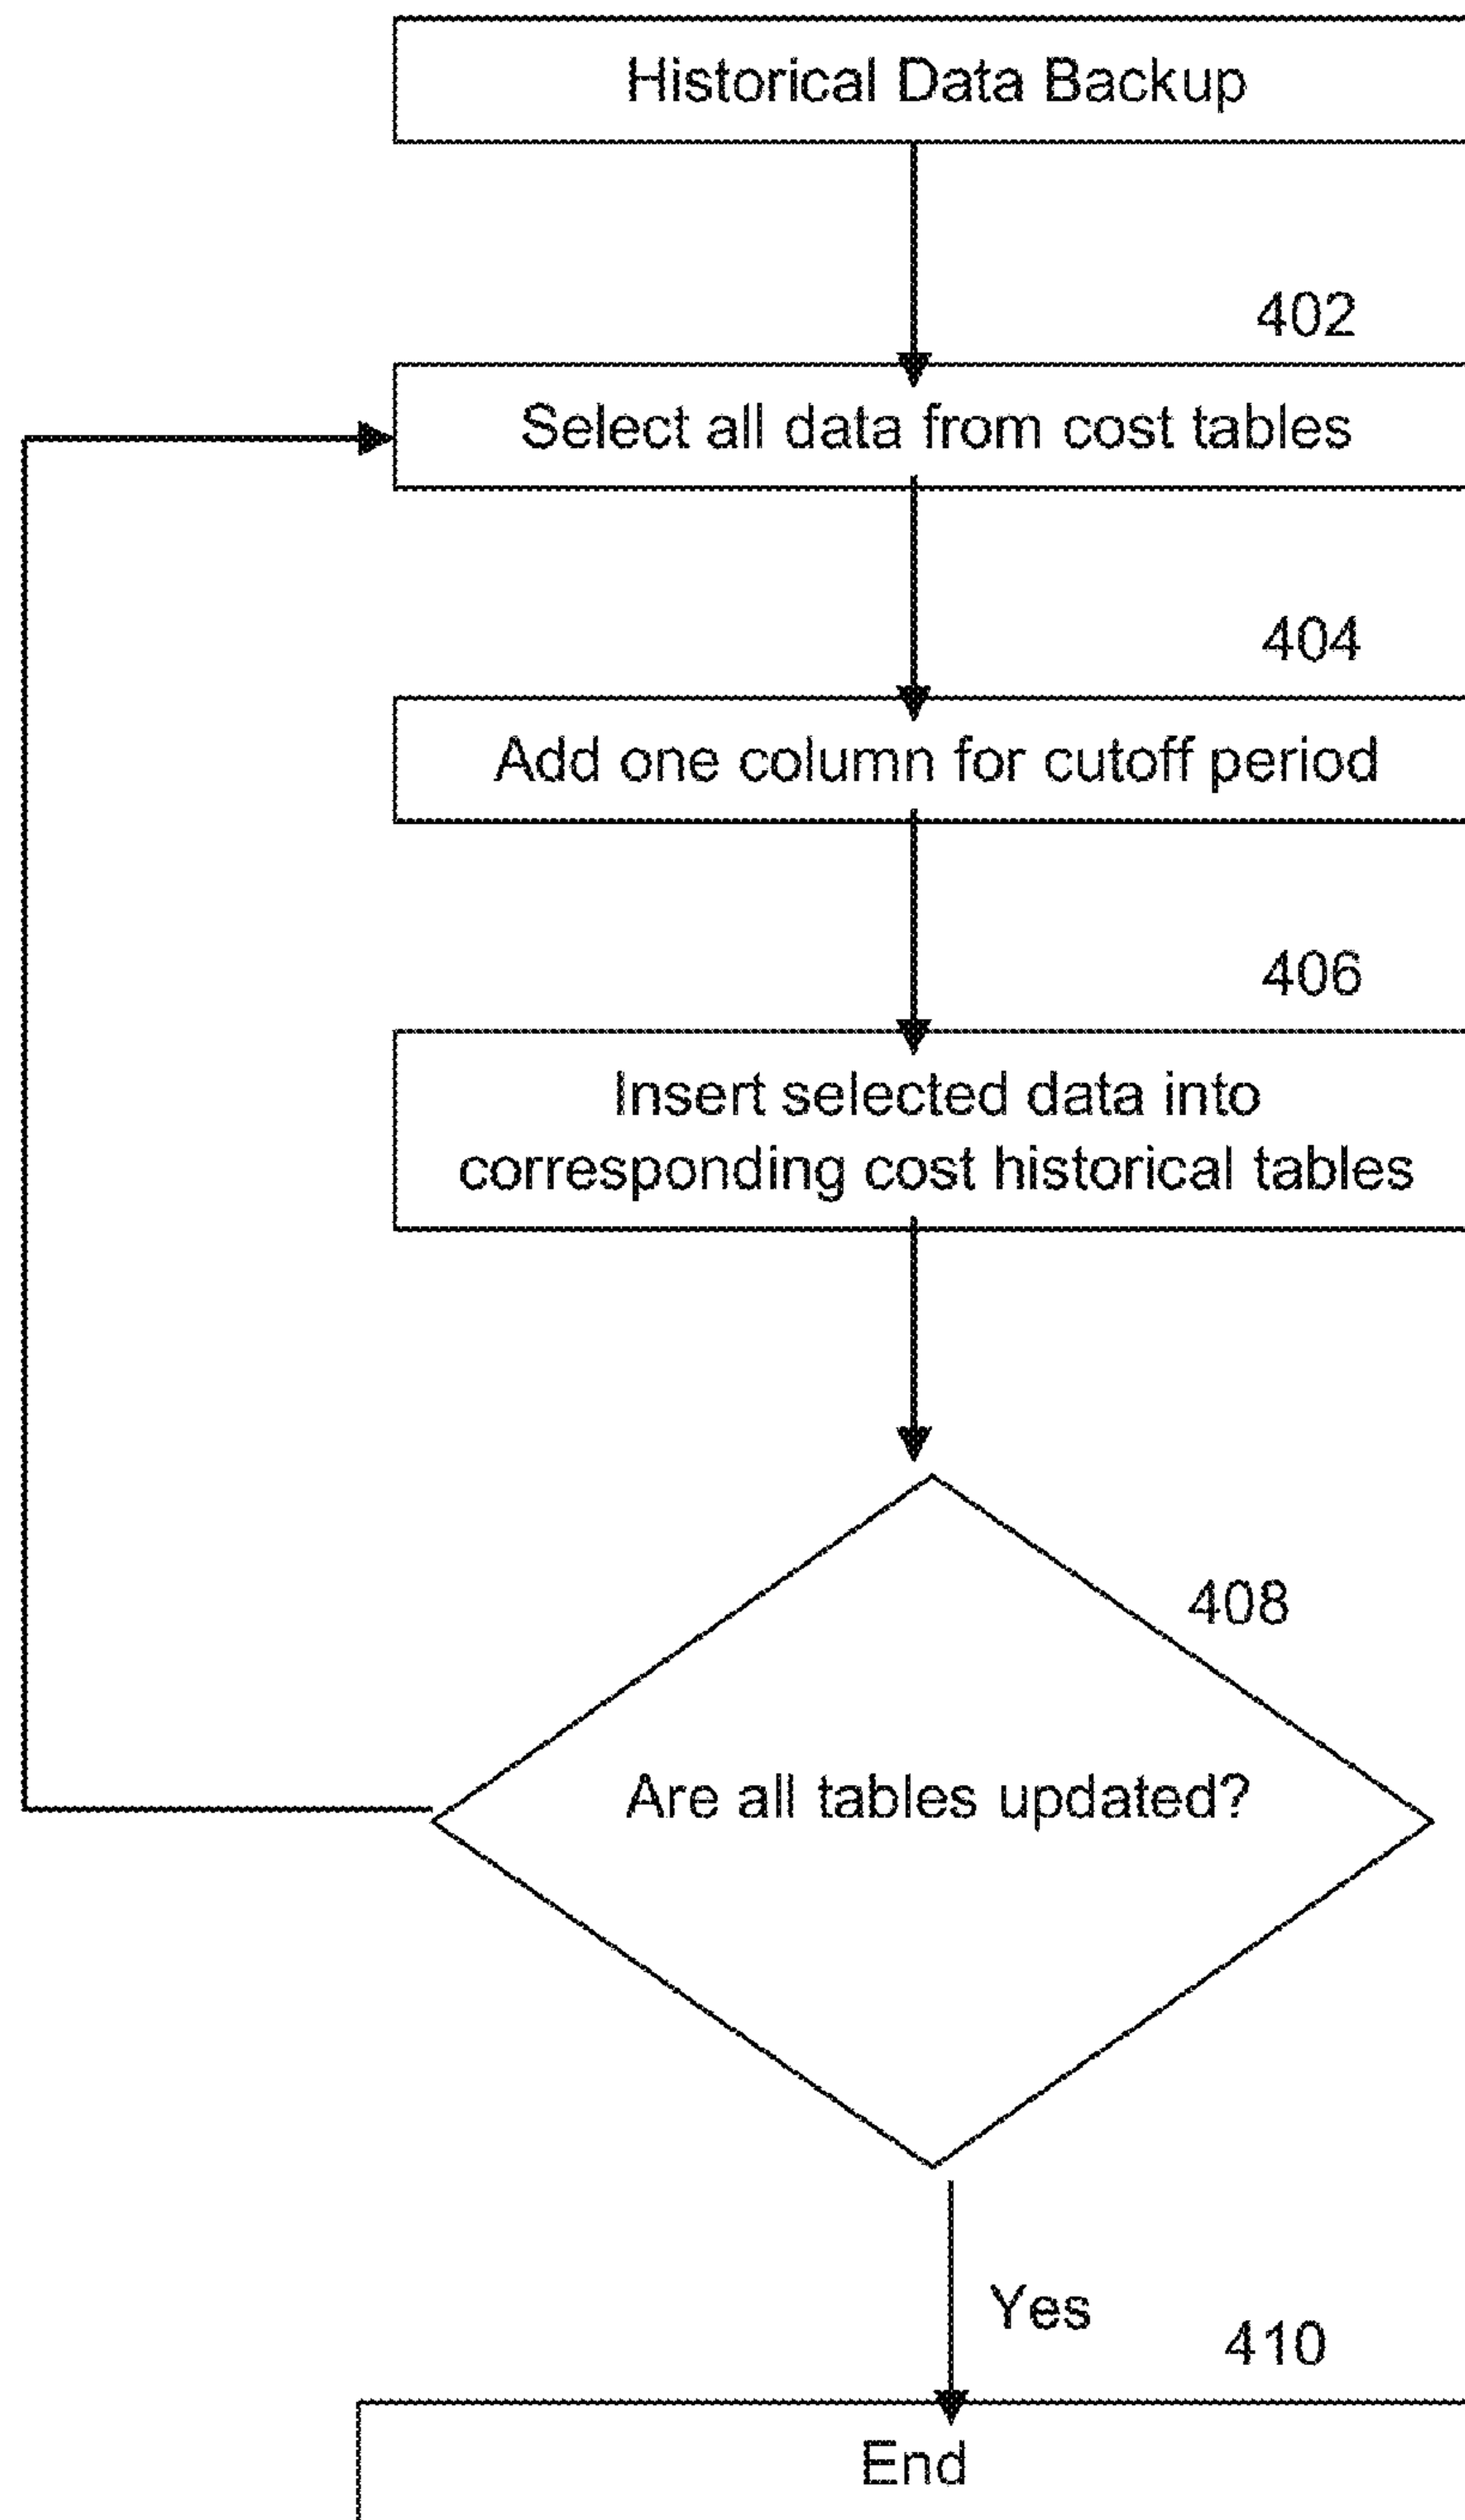 Historical Data Backup
402
Select all data from cost tables
404
Add one column for cutoff period
406
Insert selected data into
corresponding cost historical tables
408
Are all tables updated?
Yes
410
End